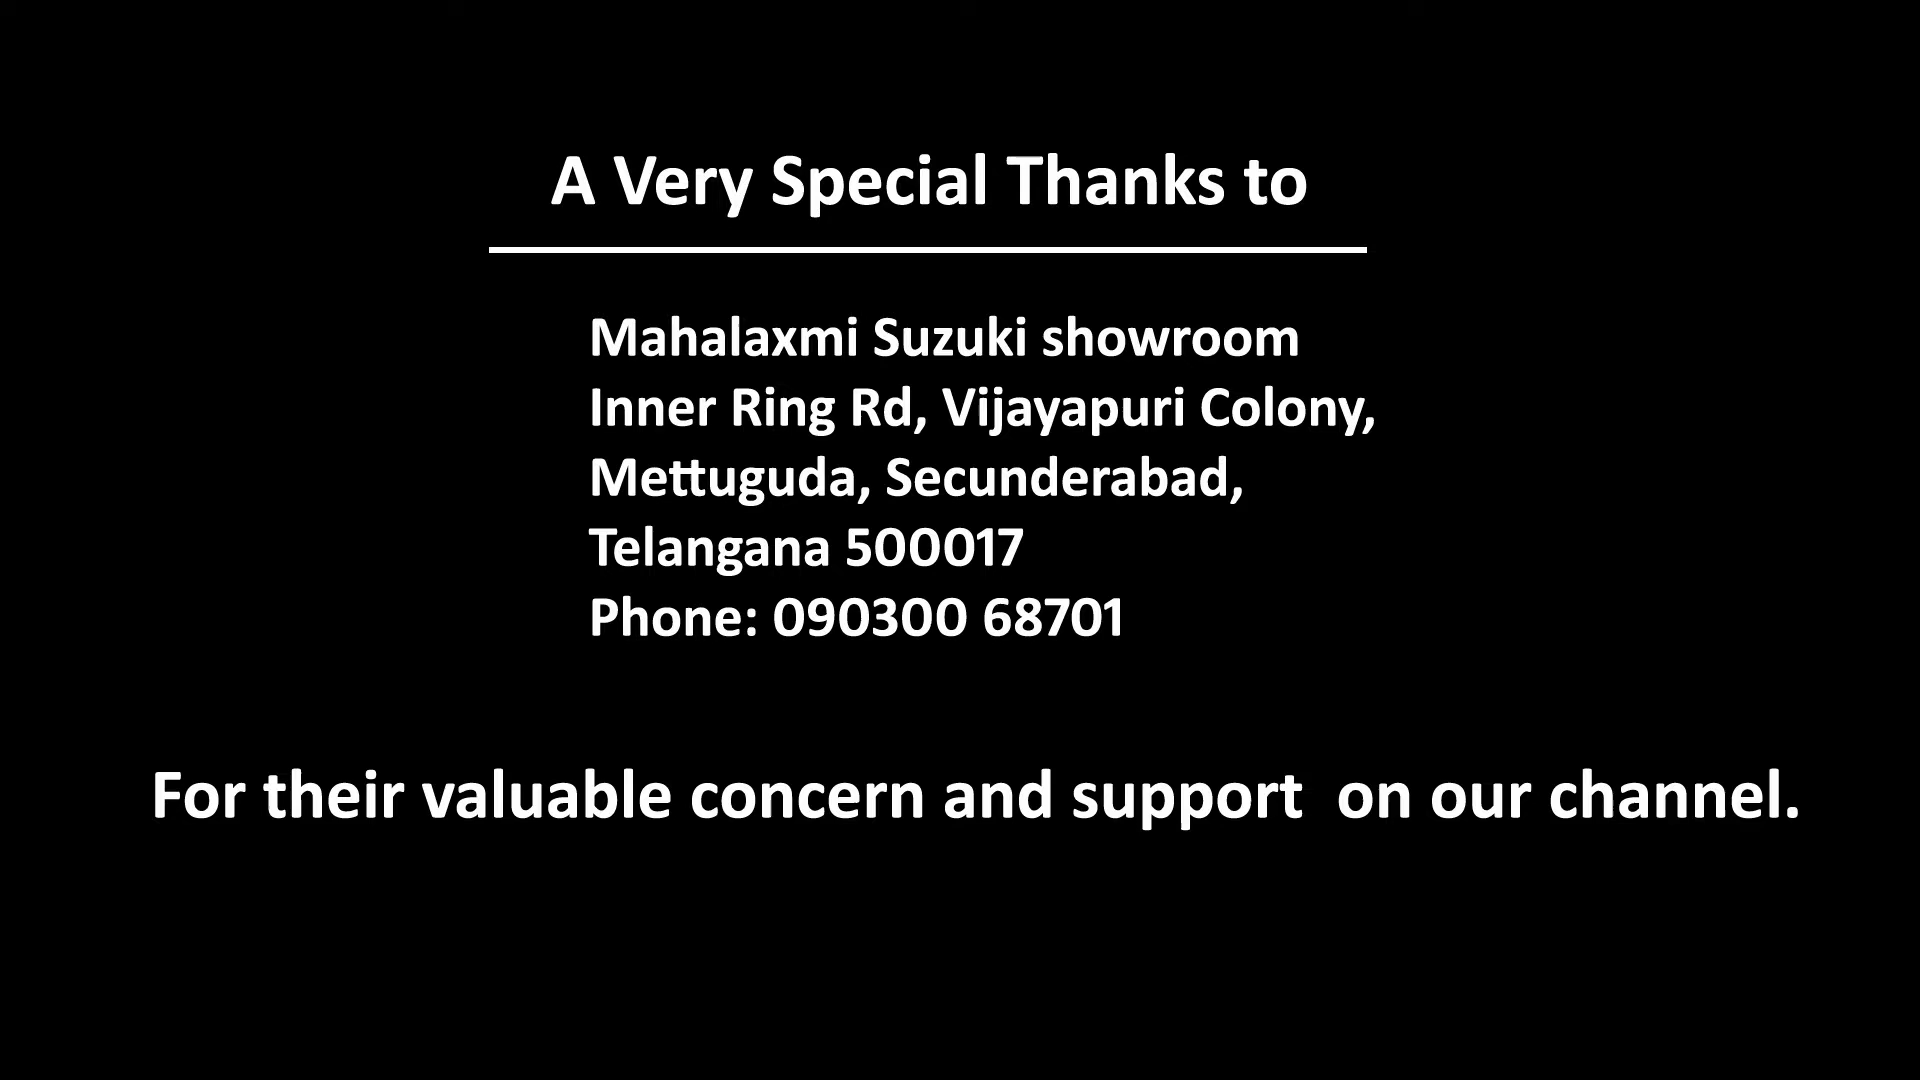 A Very Special Thanks to
Mahalaxmi Suzuki showroom
Inner Ring Rd, Vijayapuri Colony,
Mettuguda, Secunderabad,
Telangana 500017
Phone: 090300 68701
For their valuable concern and support  on our channel.